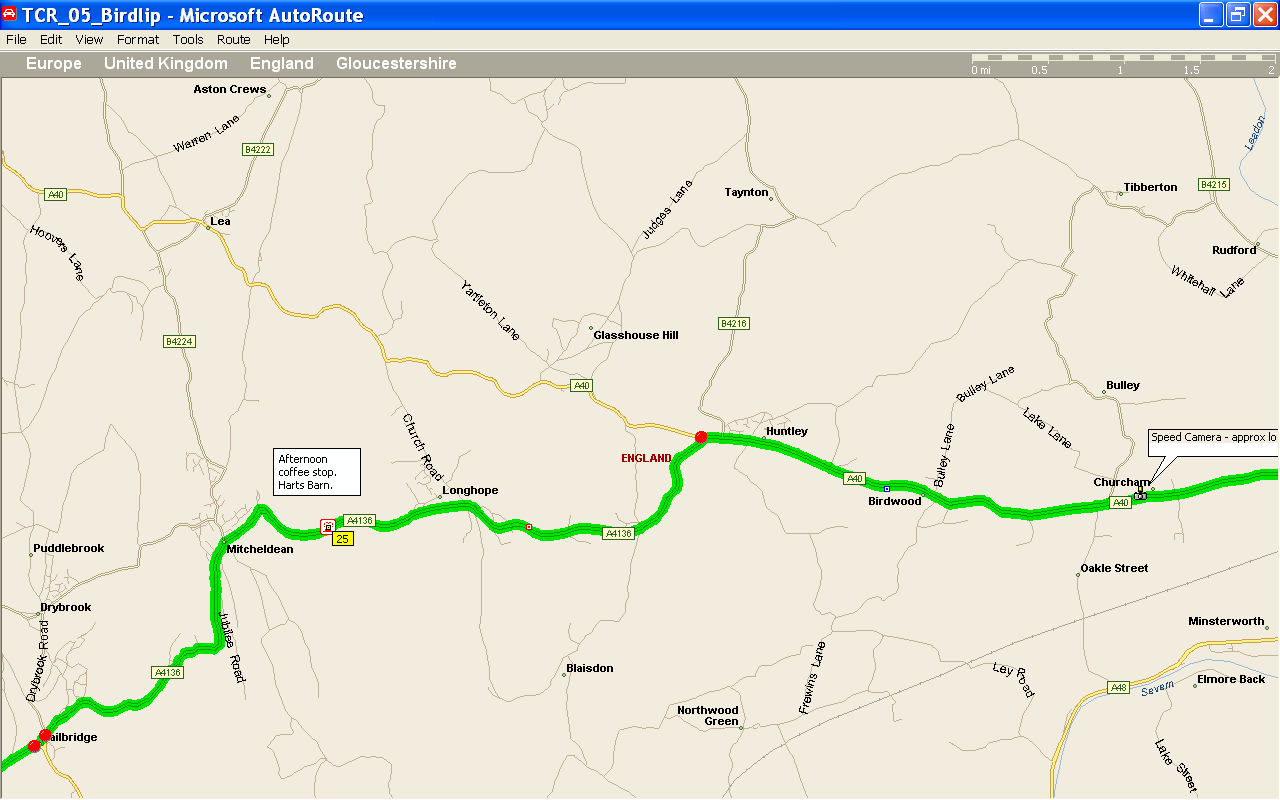 TCR_05_Birdlip - Microsoft AutoRoute
File Edit View Format Tools Route Help
Europe United Kingdom England Gloucestershire
0 mi 0.5 1 1.5 2
Aston Crews
Warren Lane
B4222
Leadon
A40
Judges Lane
Taynton
Tibberton
B4215
Lea
Hoovers Lane
Rudford
Whitehall Lane
Yartleton Lane
B4216
Glasshouse Hill
B4224
A40
Bulley Lane
Bulley
Lake Lane
Church Road
Huntley
Bulley Lane
Speed Camera - approx lo
ENGLAND
Afternoon
coffee stop.
Harts Barn.
A40
Churcham
Longhope
Birdwood
A40
A4136
A4136
25
Mitcheldean
Puddlebrook
Oakle Street
Drybrook
Jubilee Road
Drybrook Road
Minsterworth
A4136
Blaisdon
Frewins Lane
Ley Road
Elmore Back
A48
Severn
Northwood
Green
ailbridge
Lake Street